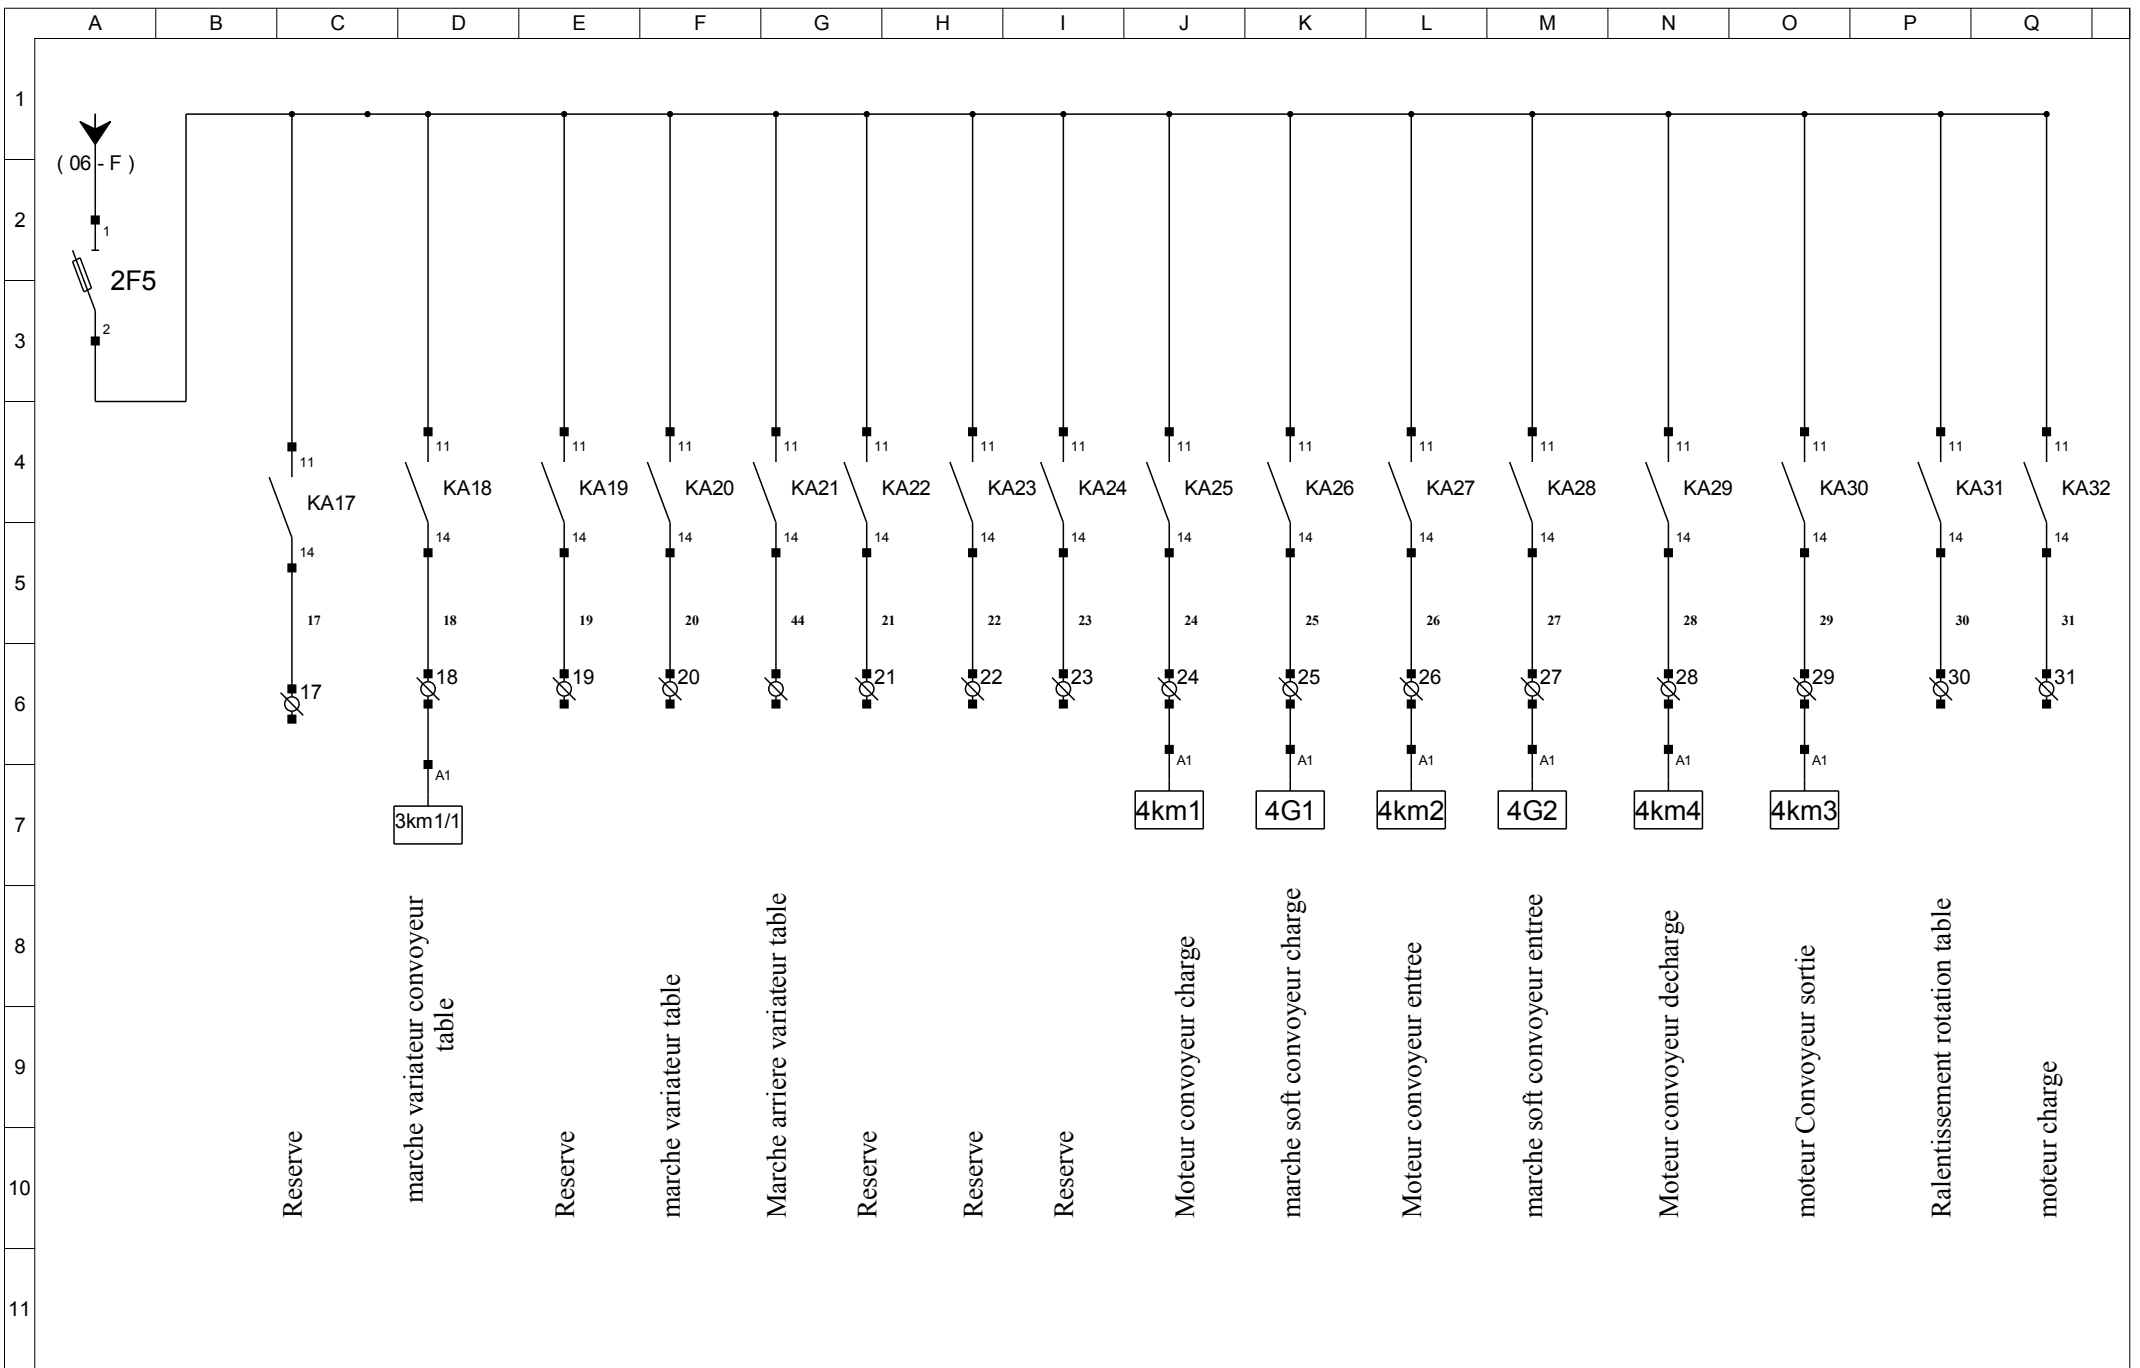 A B C D E F G H I J K L M N O P Q
1
( 06 - F )
2
1
2F5
2
3
11 11 11 11 11 11 11 11 11 11 11 11 11 11 11
4
11
KA18 KA19 KA20 KA21 KA22 KA23 KA24 KA25 KA26 KA27 KA28 KA29 KA30 KA31 KA32
KA17
14 14 14 14 14 14 14 14 14 14 14 14 14 14 14
14
5
17 18 19 20 44 21 22 23 24 25 26 27 28 29 30 31
18 19 20 21 22 23 24 25 26 27 28 29 30 31
17
6
A1 A1 A1 A1 A1 A1
A1
4km1 4G1 4km2 4G2 4km4 4km3
3km1/1
7
8
9
10
11
Reserve
marche variateur convoyeur
table
Reserve
marche variateur table
Marche arriere variateur table
Reserve
Reserve
Reserve
Moteur convoyeur charge
marche soft convoyeur charge
Moteur convoyeur entree
marche soft convoyeur entree
Moteur convoyeur decharge
moteur Convoyeur sortie
Ralentissement rotation table
moteur charge